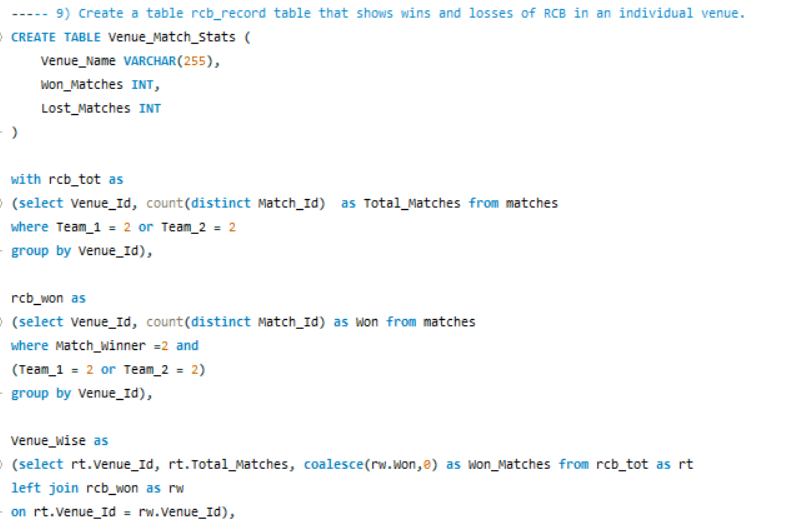 ----- 9) Create a table rcb_record table that shows wins and losses of RCB in an individual venue.
CREATE TABLE Venue_Match_Stats (
Venue_Name VARCHAR(255),
Won_Matches INT,
Lost_Matches INT
)
with rcb_tot as
(select Venue_Id, count(distinct Match_Id)  as Total_Matches from matches
where Team_1 = 2 or Team_2 = 2
group by Venue_Id),
rcb_won as
(select Venue_Id, count(distinct Match_Id) as Won from matches
where Match_Winner =2 and
(Team_1 = 2 or Team_2 = 2)
group by Venue_Id),
Venue_Wise as
(select rt.Venue_Id, rt.Total_Matches, coalesce(rw.Won,0) as Won_Matches from rcb_tot as rt
left join rcb_won as rw
on rt.Venue_Id = rw.Venue_Id),